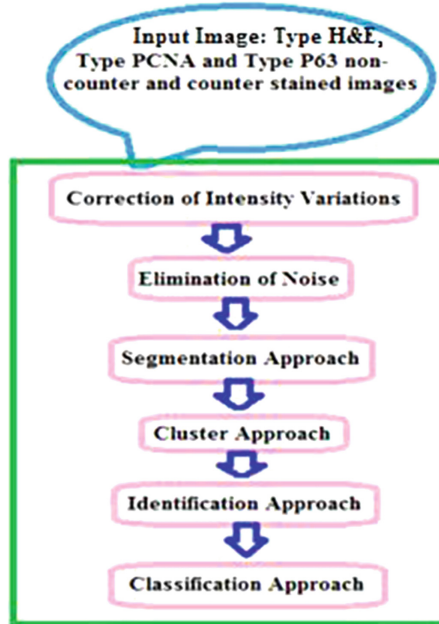 Input Image: Type H&E,
Type PCNA and Type P63 non-
counter and counter stained images
Correction of Intensity Variations
Elimination of Noise
Segmentation Approach
Cluster Approach
Identification Approach
Classification Approach